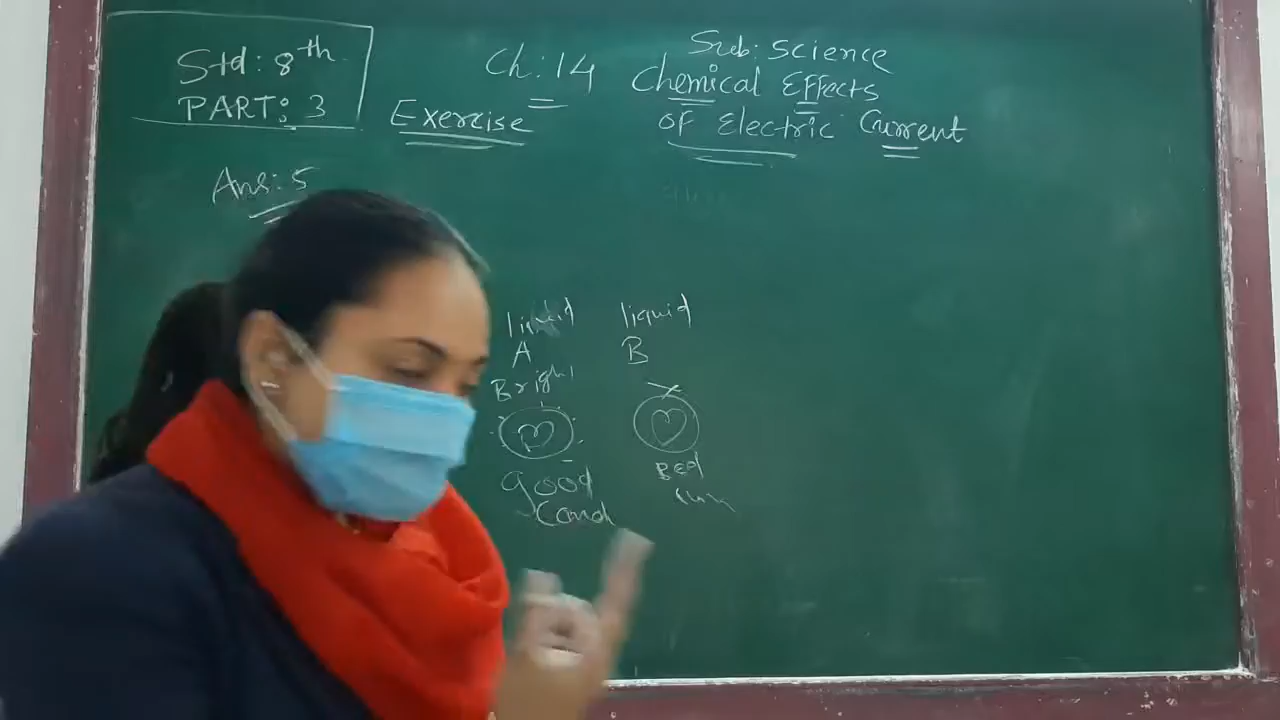 Std: 8th
PART: 3
Ch: 14
Exercise
Sub: Science
Chemical Effects
of Electric Current
Ans: 5
liquid
A
Bright
good
Cond
liquid
B